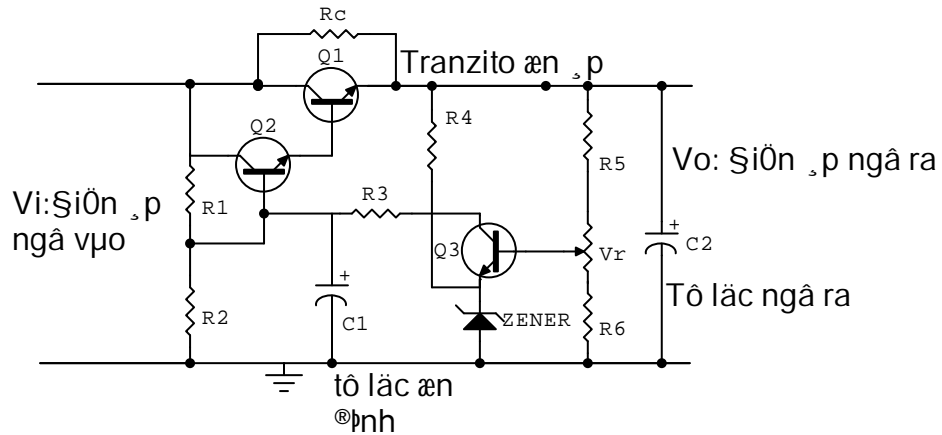 Rc
Q1
Tranzito æn ¸p
Q2
R4
R5
Vo: §iÖn ¸p ngâ ra
Vi:§iÖn ¸p
ngâ vµo
R1
R3
Q3
Vr
+
C2
+
R2
C1
ZENER
R6
Tô läc ngâ ra
tô läc æn
®Þnh